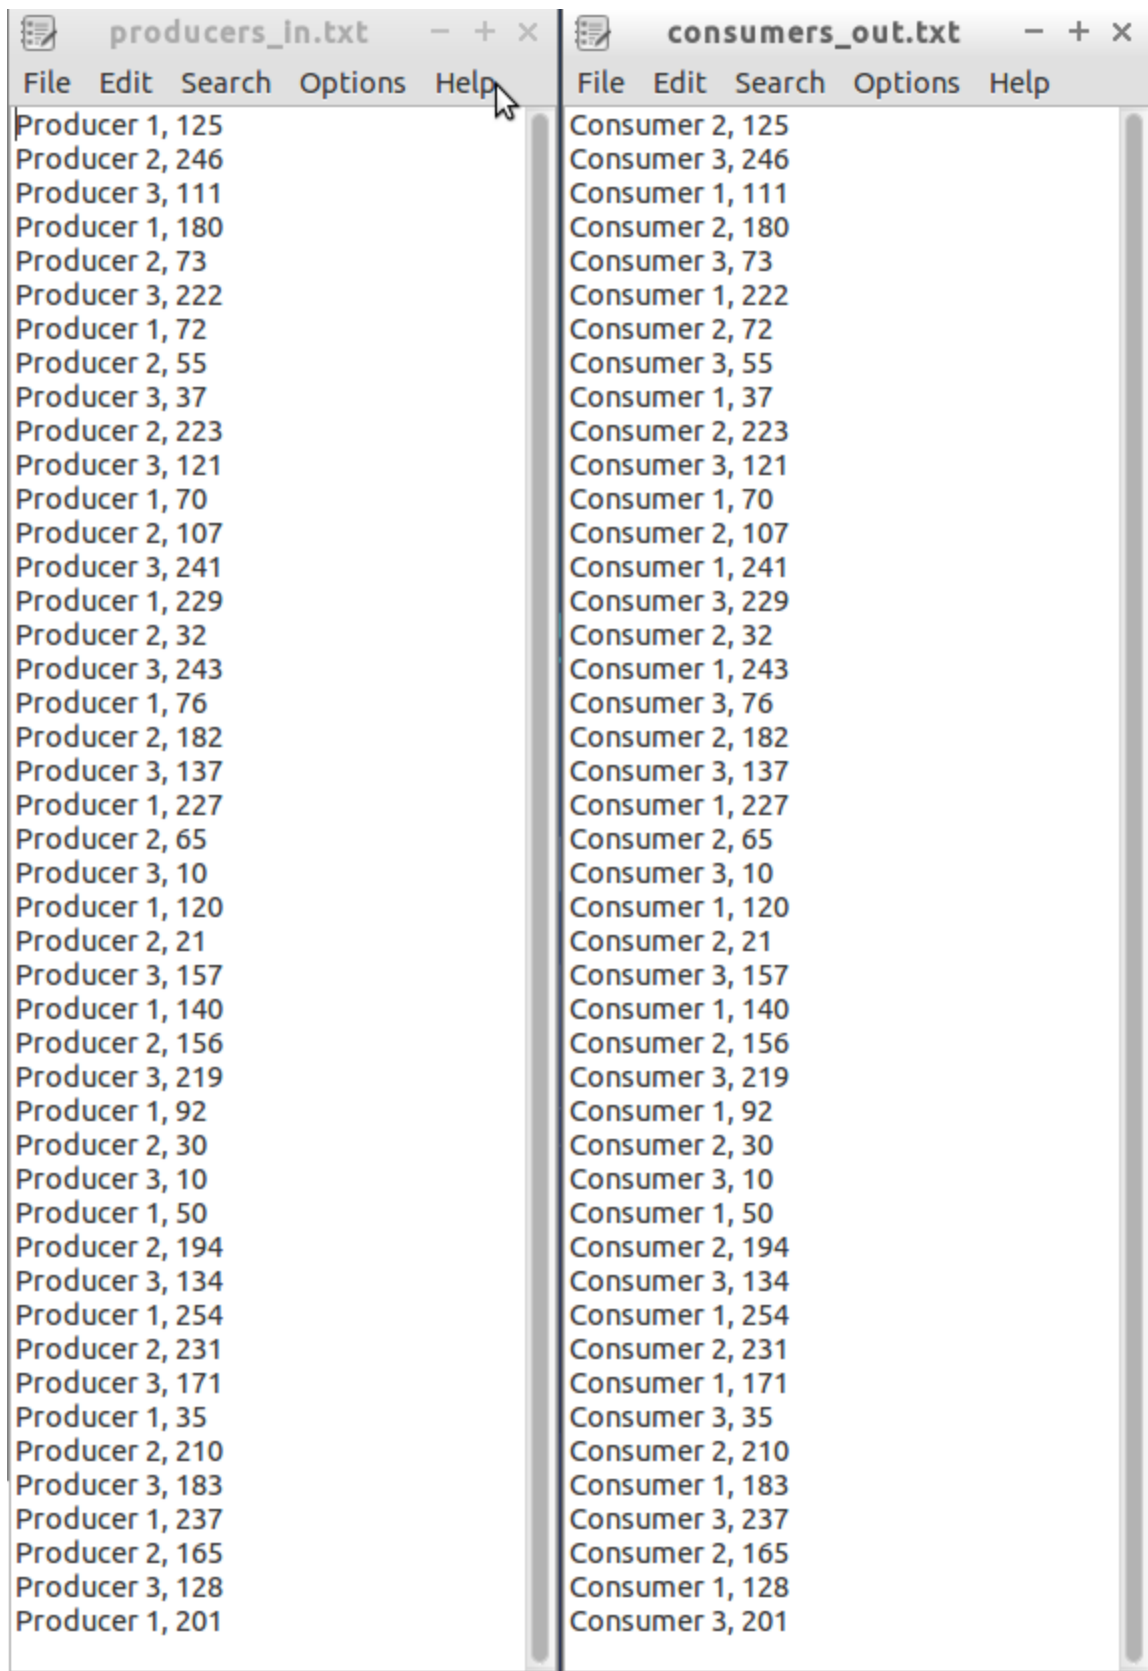 producers_in.txt
File Edit Search Options Help
Producer 1, 125
Producer 2, 246
Producer 3, 111
Producer 1, 180
Producer 2, 73
Producer 3, 222
Producer 1, 72
Producer 2, 55
Producer 3, 37
Producer 2, 223
Producer 3, 121
Producer 1, 70
Producer 2, 107
Producer 3, 241
Producer 1, 229
Producer 2, 32
Producer 3, 243
Producer 1, 76
Producer 2, 182
Producer 3, 137
Producer 1, 227
Producer 2, 65
Producer 3, 10
Producer 1, 120
Producer 2, 21
Producer 3, 157
Producer 1, 140
Producer 2, 156
Producer 3, 219
Producer 1, 92
Producer 2, 30
Producer 3, 10
Producer 1, 50
Producer 2, 194
Producer 3, 134
Producer 1, 254
Producer 2, 231
Producer 3, 171
Producer 1, 35
Producer 2, 210
Producer 3, 183
Producer 1, 237
Producer 2, 165
Producer 3, 128
Producer 1, 201
consumers_out.txt
File Edit Search Options Help
Consumer 2, 125
Consumer 3, 246
Consumer 1, 111
Consumer 2, 180
Consumer 3, 73
Consumer 1, 222
Consumer 2, 72
Consumer 3, 55
Consumer 1, 37
Consumer 2, 223
Consumer 3, 121
Consumer 1, 70
Consumer 2, 107
Consumer 1, 241
Consumer 3, 229
Consumer 2, 32
Consumer 1, 243
Consumer 3, 76
Consumer 2, 182
Consumer 3, 137
Consumer 1, 227
Consumer 2, 65
Consumer 3, 10
Consumer 1, 120
Consumer 2, 21
Consumer 3, 157
Consumer 1, 140
Consumer 2, 156
Consumer 3, 219
Consumer 1, 92
Consumer 2, 30
Consumer 3, 10
Consumer 1, 50
Consumer 2, 194
Consumer 3, 134
Consumer 1, 254
Consumer 2, 231
Consumer 1, 171
Consumer 3, 35
Consumer 2, 210
Consumer 1, 183
Consumer 3, 237
Consumer 2, 165
Consumer 1, 128
Consumer 3, 201